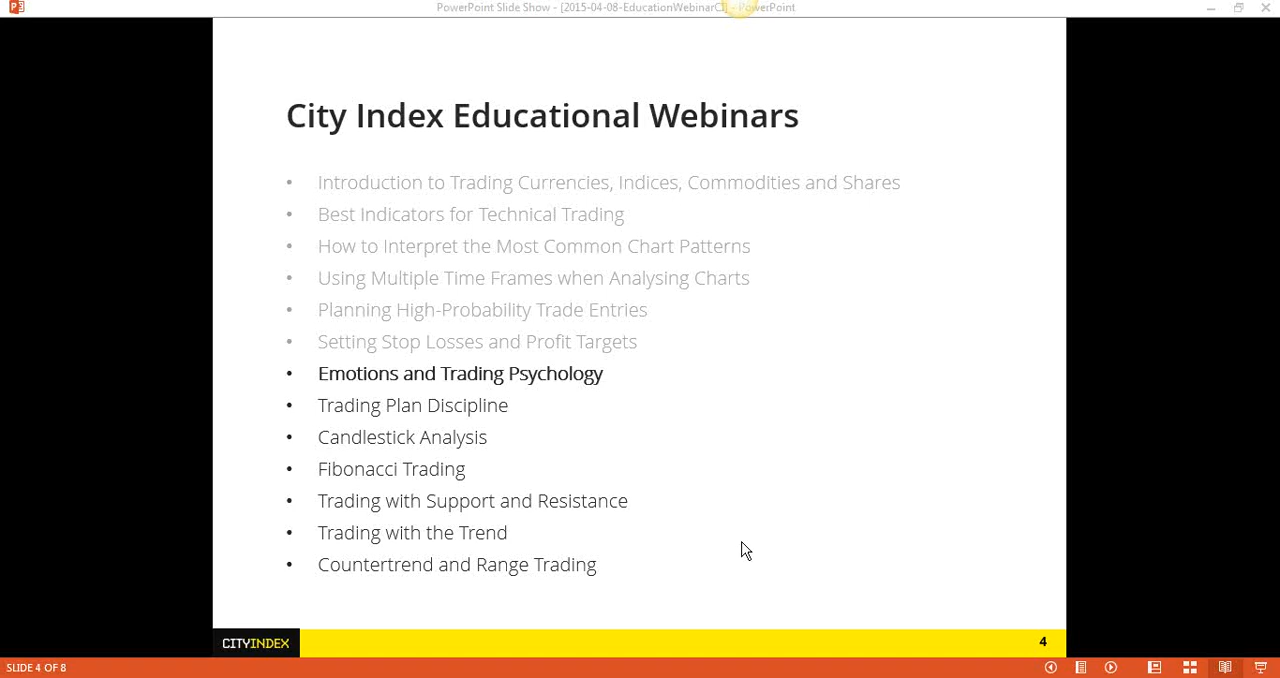 PowerPoint Slide Show - [2015-04-08-EducationWebinarCI] - PowerPoint
City Index Educational Webinars
• Introduction to Trading Currencies, Indices, Commodities and Shares
• Best Indicators for Technical Trading
• How to Interpret the Most Common Chart Patterns
• Using Multiple Time Frames when Analysing Charts
• Planning High-Probability Trade Entries
• Setting Stop Losses and Profit Targets
• Emotions and Trading Psychology
• Trading Plan Discipline
• Candlestick Analysis
• Fibonacci Trading
• Trading with Support and Resistance
• Trading with the Trend
• Countertrend and Range Trading
CITYINDEX
4
SLIDE 4 OF 8